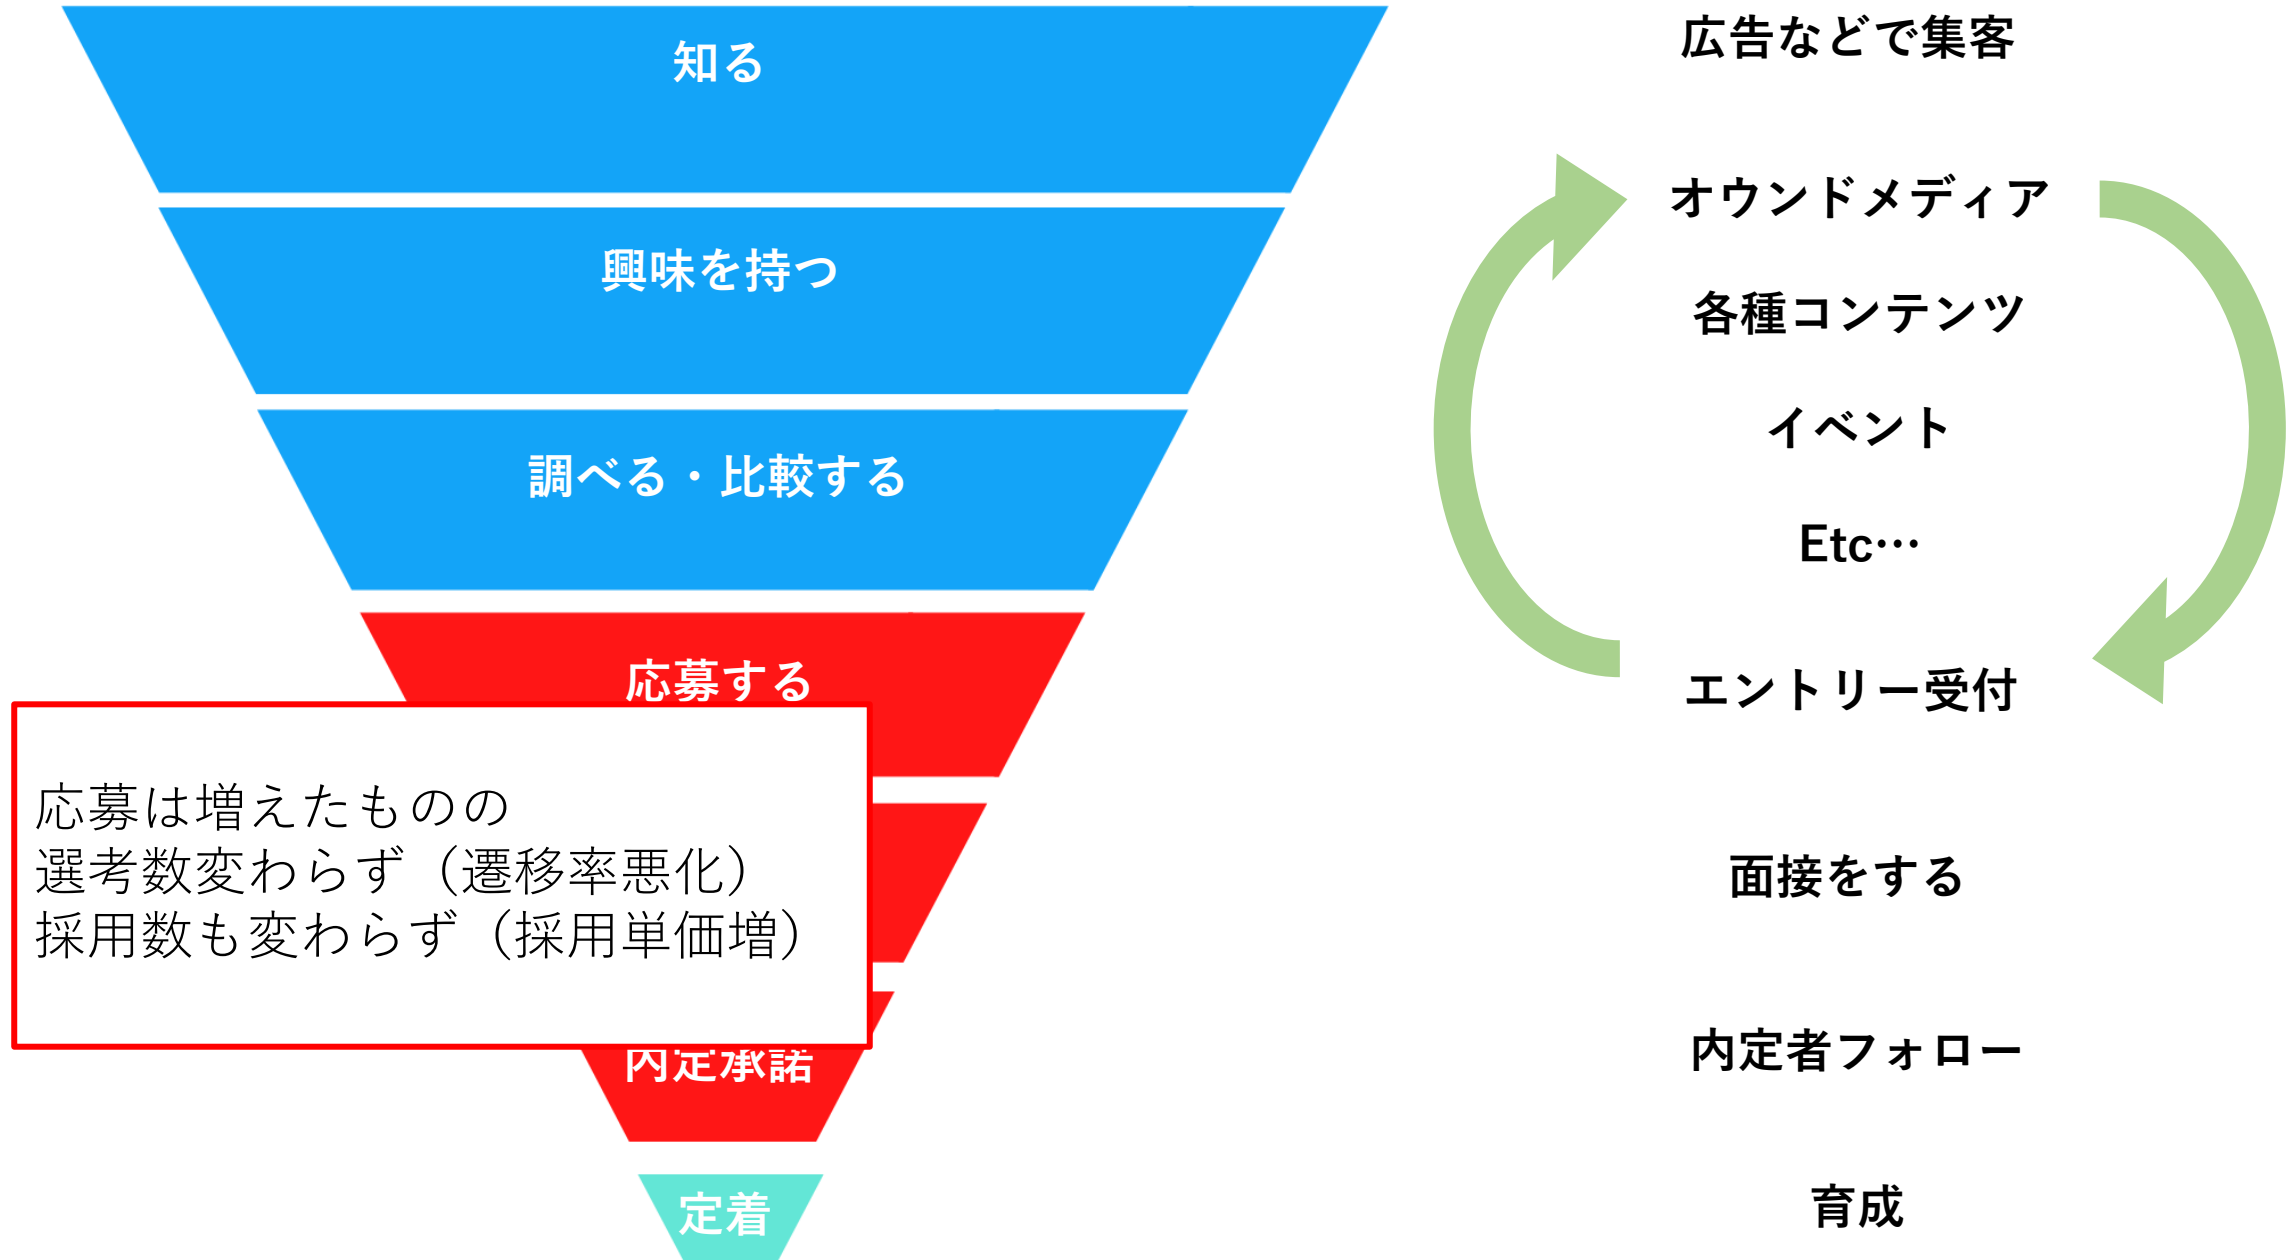 知る
興味を持つ
調べる・比較する
応募する
応募は増えたものの
選考数変わらず（遷移率悪化）
採用数も変わらず（採用単価増）
内定承諾
定着
広告などで集客
オウンドメディア
各種コンテンツ
イベント
Etc…
エントリー受付
面接をする
内定者フォロー
育成